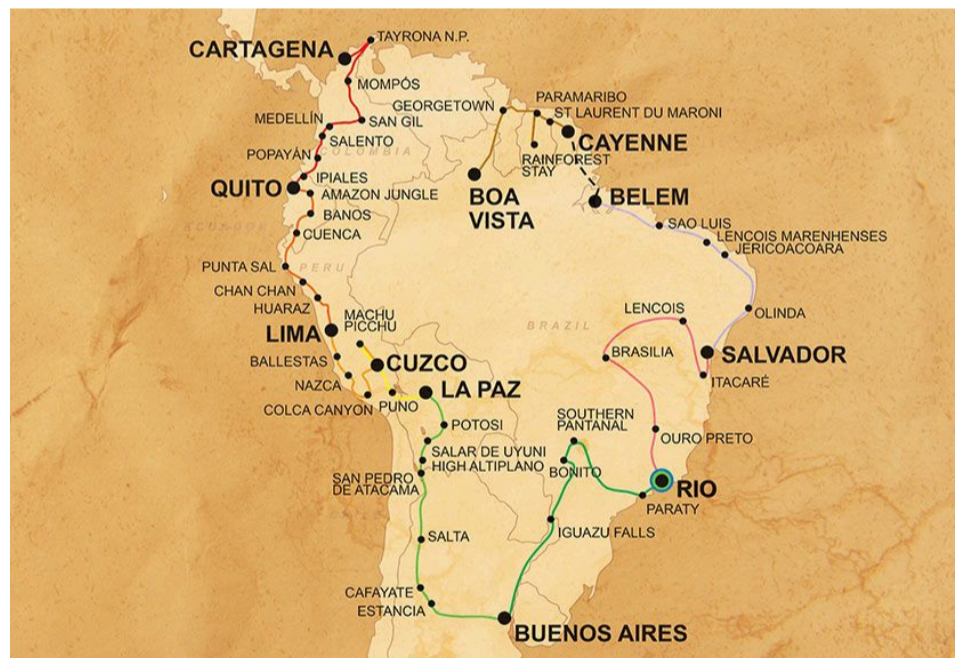 TAYRONA N.P.
CARTAGENA
MOMPÓS
GEORGETOWN
PARAMARIBO
ST LAURENT DU MARONI
MEDELLÍN
SAN GIL
SALENTO
CAYENNE
POPAYÁN
COLOMBIA
RAINFOREST
STAY
IPIALES
QUITO
AMAZON JUNGLE
BOA
VISTA
BELEM
BANOS
SAO LUIS
ECUADOR
CUENCA
LENCOIS MARENHENSES
JERICOACOARA
PUNTA SAL
PERU
CHAN CHAN
HUARAZ
MACHU
PICCHU
LENCOIS
OLINDA
LIMA
BRAZIL
BALLESTAS
CUZCO
BRASILIA
SALVADOR
NAZCA
LA PAZ
ITACARÉ
COLCA CANYON
PUNO
SOUTHERN
PANTANAL
POTOSI
OURO PRETO
SALAR DE UYUNI
HIGH ALTIPLANO
BONITO
SAN PEDRO
DE ATACAMA
RIO
PARATY
IGUAZU FALLS
SALTA
CAFAYATE
ESTANCIA
BUENOS AIRES